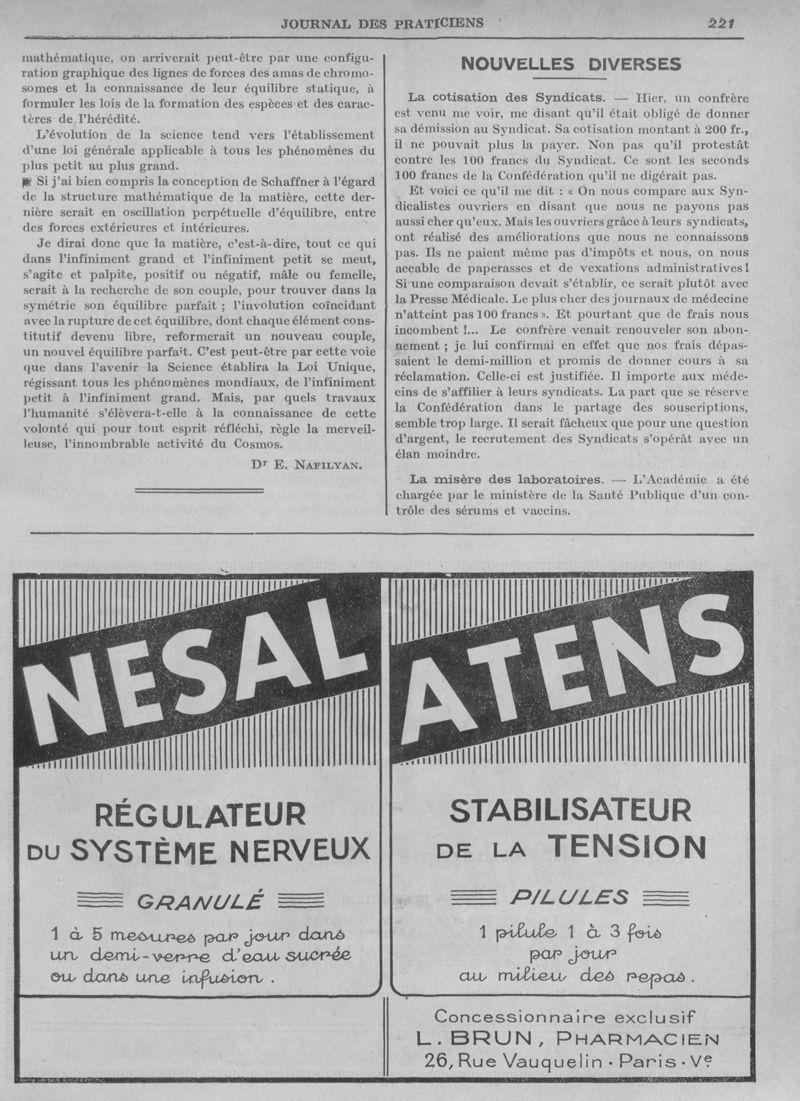 JOURNAL DES PRATICIENS 221
mathématique, on arriverait peut-être par une configu-
ration graphique des lignes de forces des amas de chromo-
somes et la connaissance de leur équilibre statique, à
formuler les lois de la formation des espèces et des carac-
tères de l'hérédité.
L'évolution de la science tend vers l'établissement
d'une loi générale applicable à tous les phénomènes du
plus petit au plus grand.
Si j'ai bien compris la conception de Schaffner à l'égard
de la structure mathématique de la matière, cette der-
nière serait en oscillation perpétuelle d'équilibre, entre
des forces extérieures et intérieures.
Je dirai donc que la matière, c'est-à-dire, tout ce qui
dans l'infiniment grand et l'infiniment petit se meut,
s'agite et palpite, positif ou négatif, mâle ou femelle,
serait à la recherche de son couple, pour trouver dans la
symétrie son équilibre parfait ; l'involution coïncidant
avec la rupture de cet équilibre, dont chaque élément cons-
titutif devenu libre, reformerait un nouveau couple,
un nouvel équilibre parfait. C'est peut-être par cette voie
que dans l'avenir la Science établira la Loi Unique,
régissant tous les phénomènes mondiaux, de l'infiniment
petit à l'infiniment grand. Mais, par quels travaux
l'humanité s'élèvera-t-elle à la connaissance de cette
volonté qui pour tout esprit réfléchi, règle la merveil-
leuse, l'innombrable activité du Cosmos.
Dr E. NAFILYAN.
NOUVELLES DIVERSES
La cotisation des Syndicats. — Hier, un confrère
est venu me voir, me disant qu'il était obligé de donner
sa démission au Syndicat. Sa cotisation montant à 200 fr.,
il ne pouvait plus la payer. Non pas qu'il protestât
contre les 100 francs du Syndicat. Ce sont les seconds
100 francs de la Confédération qu'il ne digérait pas.
Et voici ce qu'il me dit : « On nous compare aux Syn-
dicalistes ouvriers en disant que nous ne payons pas
aussi cher qu'eux. Mais les ouvriers grâce à leurs syndicats,
ont réalisé des améliorations que nous ne connaissons
pas. Ils ne paient même pas d'impôts et nous, on nous
accable de paperasses et de vexations administratives !
Si une comparaison devait s'établir, ce serait plutôt avec
la Presse Médicale. Le plus cher des journaux de médecine
n'atteint pas 100 francs ». Et pourtant que de frais nous
incombent !... Le confrère venait renouveler son abon-
nement ; je lui confirmai en effet que nos frais dépas-
saient le demi-million et promis de donner cours à sa
réclamation. Celle-ci est justifiée. Il importe aux méde-
cins de s'affilier à leurs syndicats. La part que se réserve
la Confédération dans le partage des souscriptions,
semble trop large. Il serait fâcheux que pour une question
d'argent, le recrutement des Syndicats s'opérât avec un
élan moindre.
La misère des laboratoires. — L'Académie a été
chargée par le ministère de la Santé Publique d'un con-
trôle des sérums et vaccins.
NESAL
RÉGULATEUR
DU SYSTÈME NERVEUX
GRANULÉ
1 à 5 mesures par jour dans
un demi-verre d'eau sucrée
ou dans une infusion.
ATENS
STABILISATEUR
DE LA TENSION
PILULES
1 pilule 1 à 3 fois
par jour
au milieu des repas.
Concessionnaire exclusif
L. BRUN, PHARMACIEN
26, Rue Vauquelin • Paris • Ve